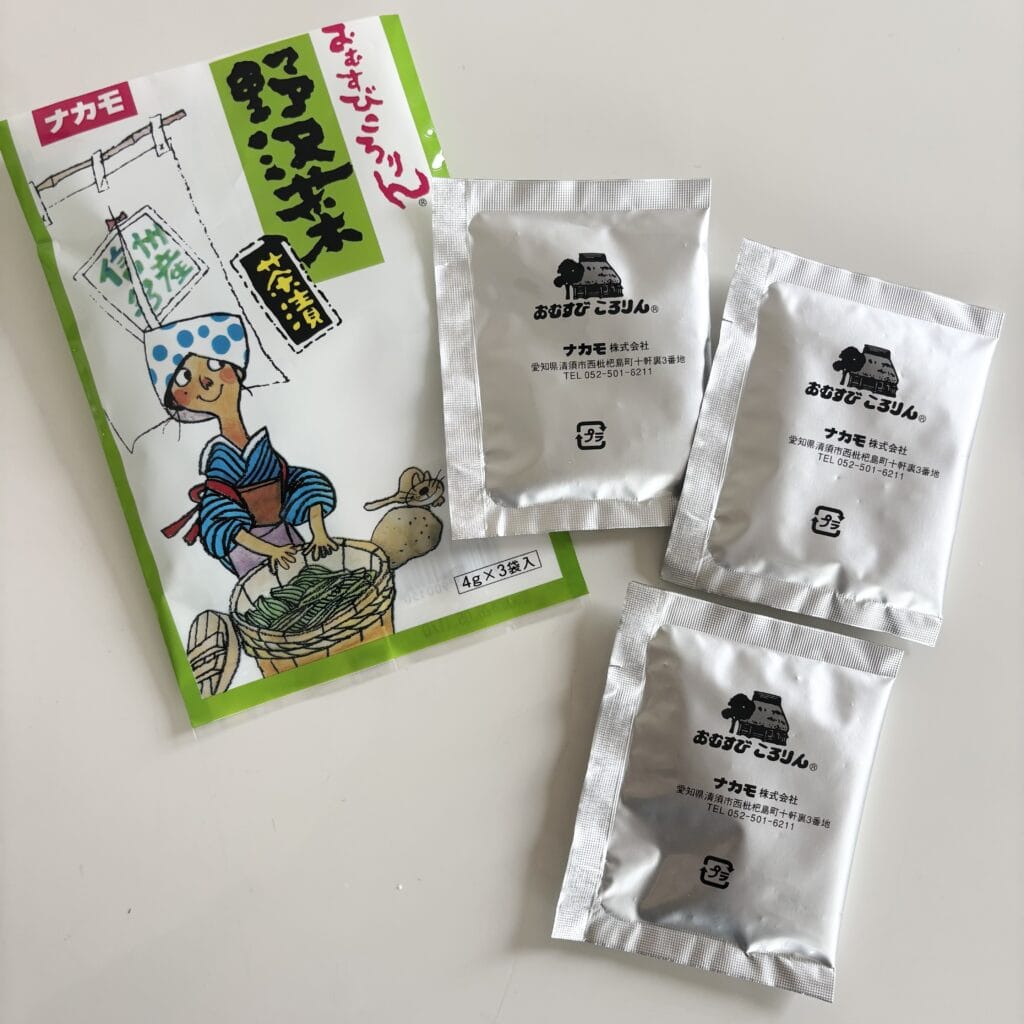 ナカモ
おむすびころりん®
野沢菜
茶漬
信州
名産
4g×3袋入
おむすび ころりん®
ナカモ 株式会社
愛知県清須市西枇杷島町十軒裏3番地
TEL 052-501-6211
プラ
おむすび ころりん®
ナカモ 株式会社
愛知県清須市西枇杷島町十軒裏3番地
TEL 052-501-6211
プラ
おむすび ころりん®
ナカモ 株式会社
愛知県清須市西枇杷島町十軒裏3番地
TEL 052-501-6211
プラ